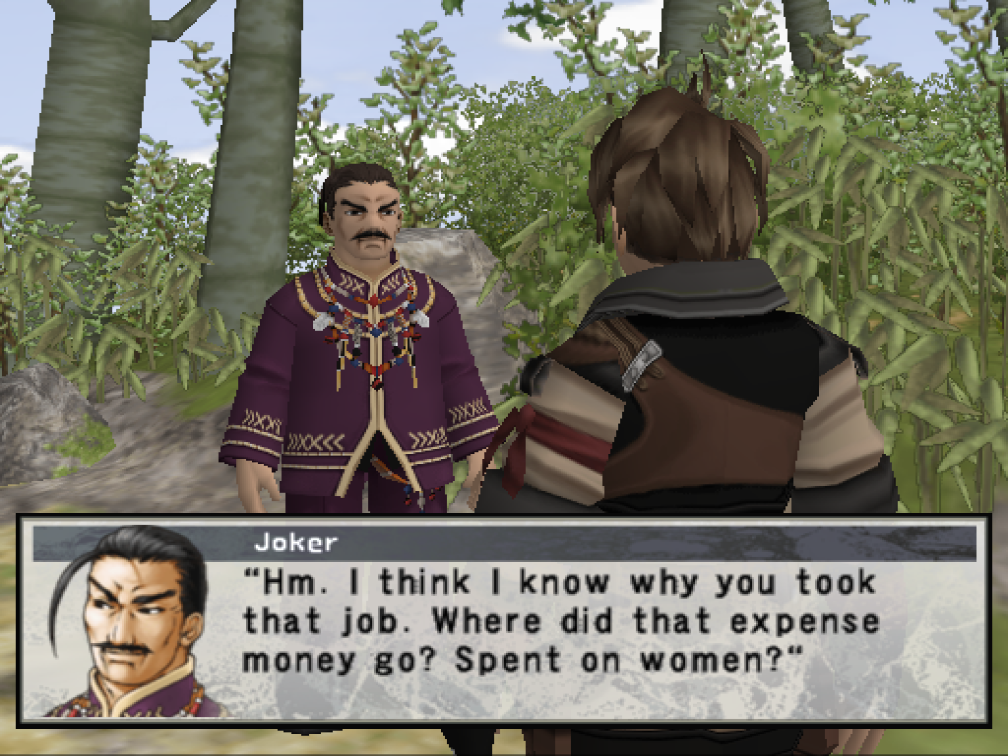 Joker
“Hm. I think I know why you took
that job. Where did that expense
money go? Spent on women?“